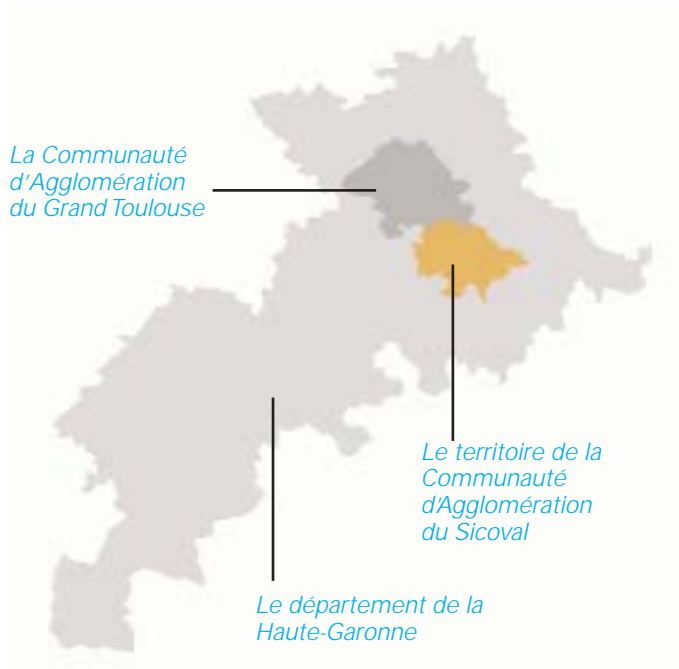 La Communauté
d'Agglomération
du Grand Toulouse
Le territoire de la
Communauté
d'Agglomération
du Sicoval
Le département de la
Haute-Garonne